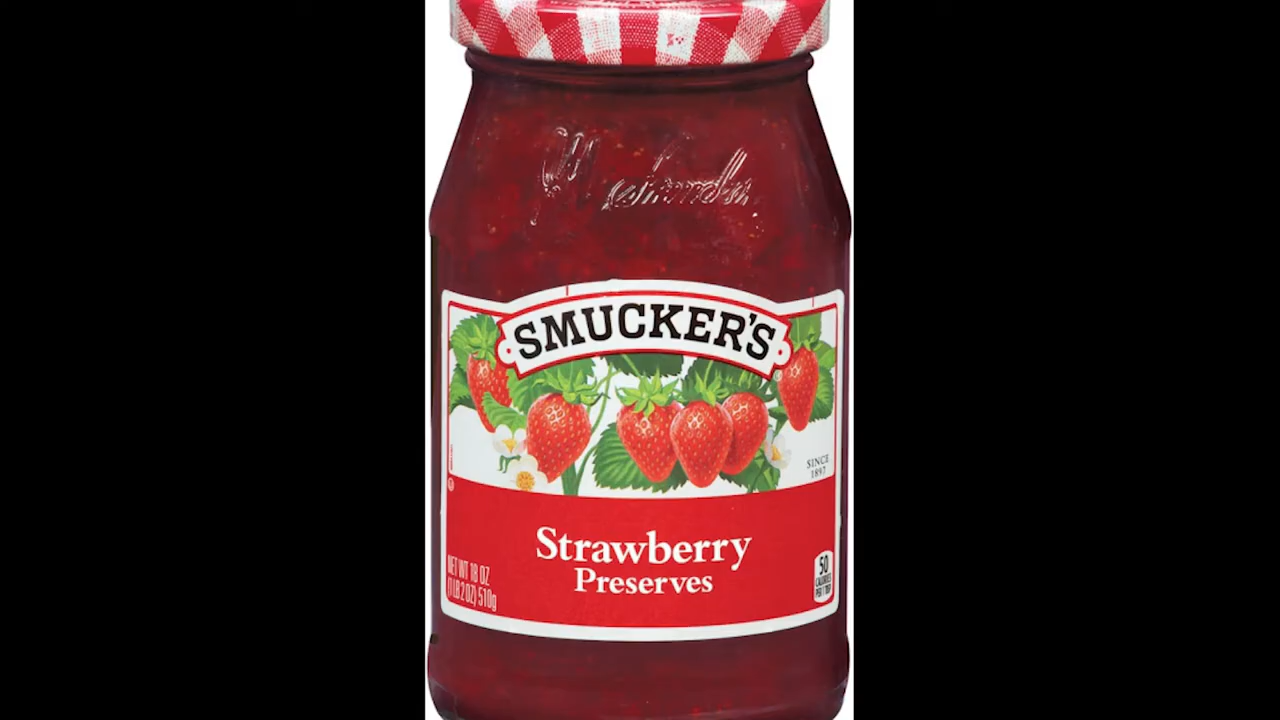 SMUCKER'S
SINCE
1897
Strawberry
Preserves
NET WT 18 OZ
(1 LB 2 OZ) 510g
50
CALORIES
PER 1 TBSP